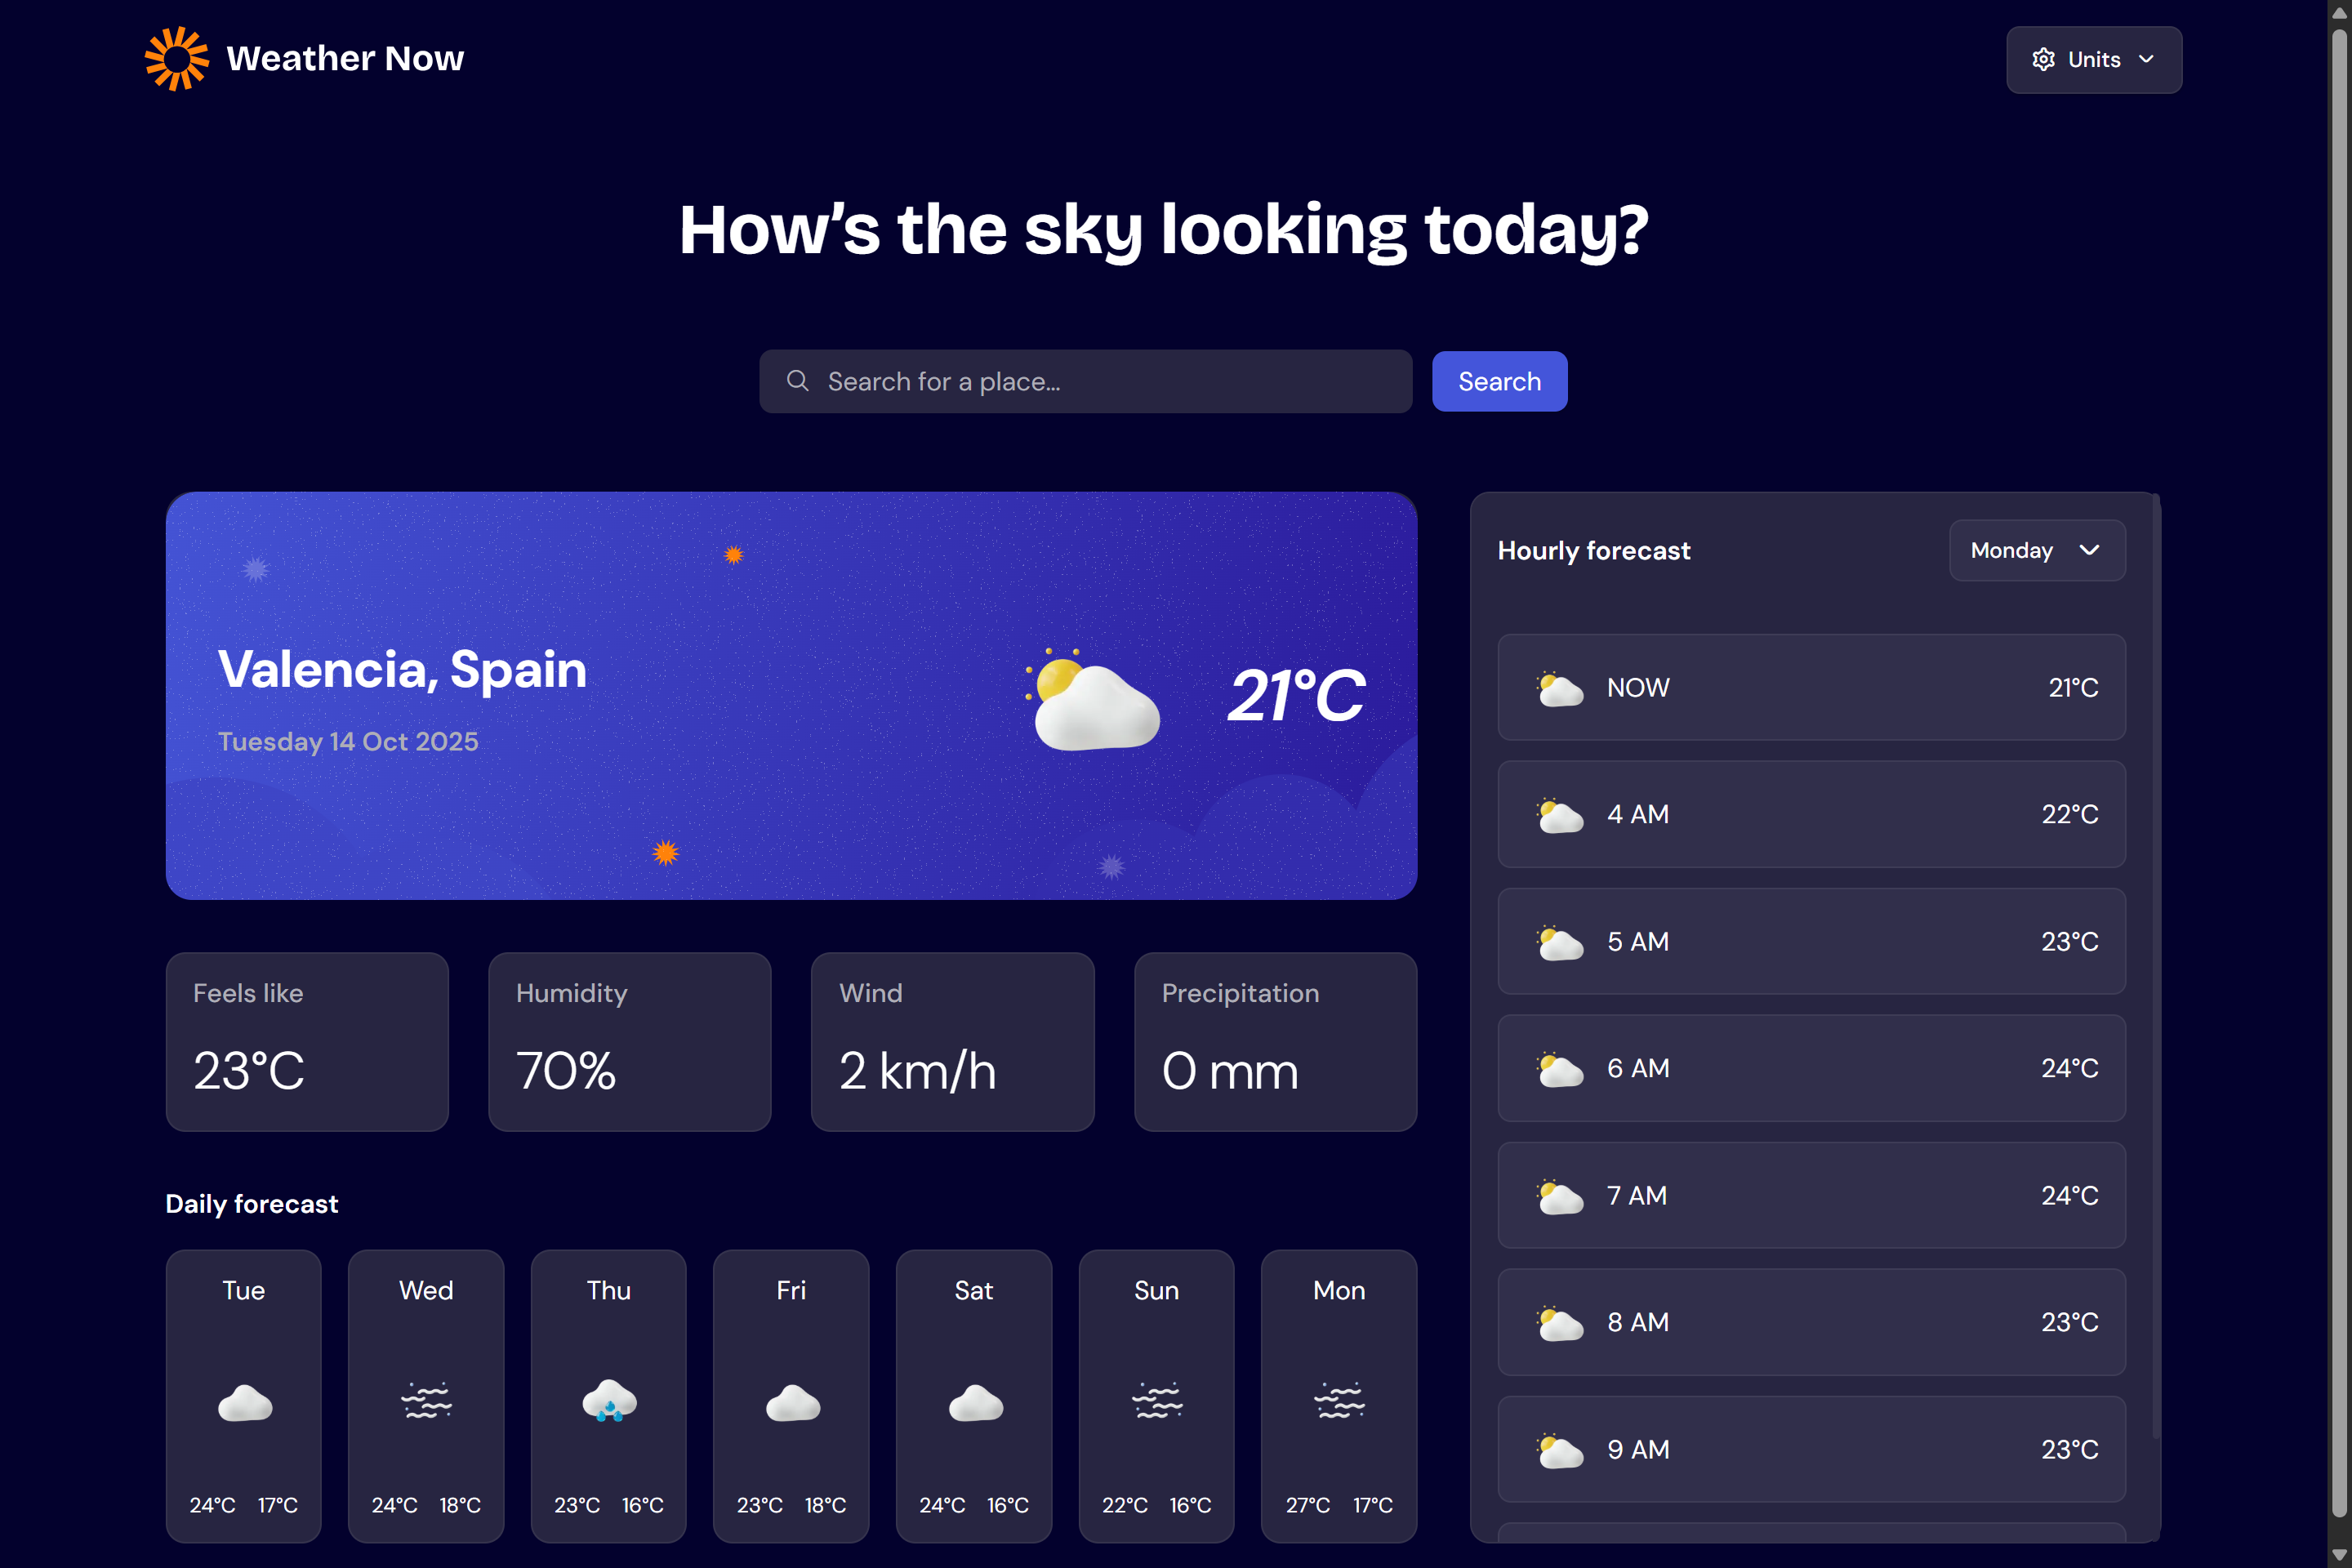 Weather Now
Units
How’s the sky looking today?
Search for a place...
Search
Valencia, Spain
Tuesday 14 Oct 2025
21°C
Feels like
23°C
Humidity
70%
Wind
2 km/h
Precipitation
0 mm
Daily forecast
Tue
24°C 17°C
Wed
24°C 18°C
Thu
23°C 16°C
Fri
23°C 18°C
Sat
24°C 16°C
Sun
22°C 16°C
Mon
27°C 17°C
Hourly forecast
Monday
NOW 21°C
4 AM 22°C
5 AM 23°C
6 AM 24°C
7 AM 24°C
8 AM 23°C
9 AM 23°C